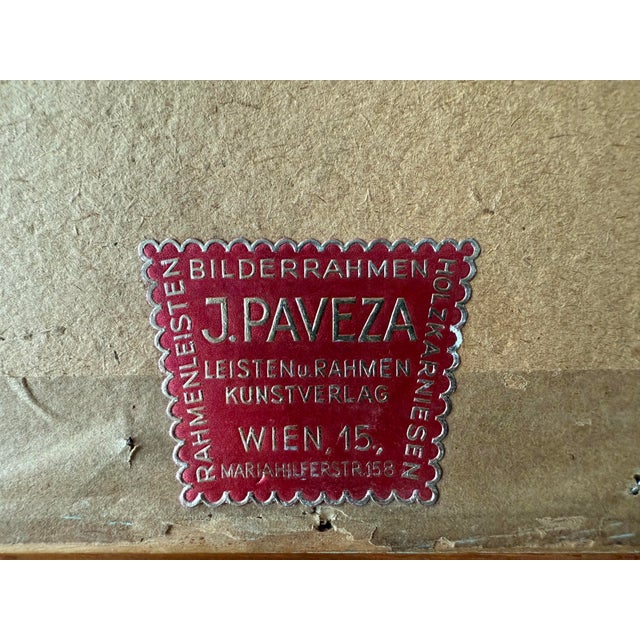 BILDERRAHMEN
RAHMENLEISTEN
HOLZKARNIESEN
J. PAVEZA
LEISTEN u. RAHMEN
KUNSTVERLAG
WIEN, 15.,
MARIAHILFERSTR. 158